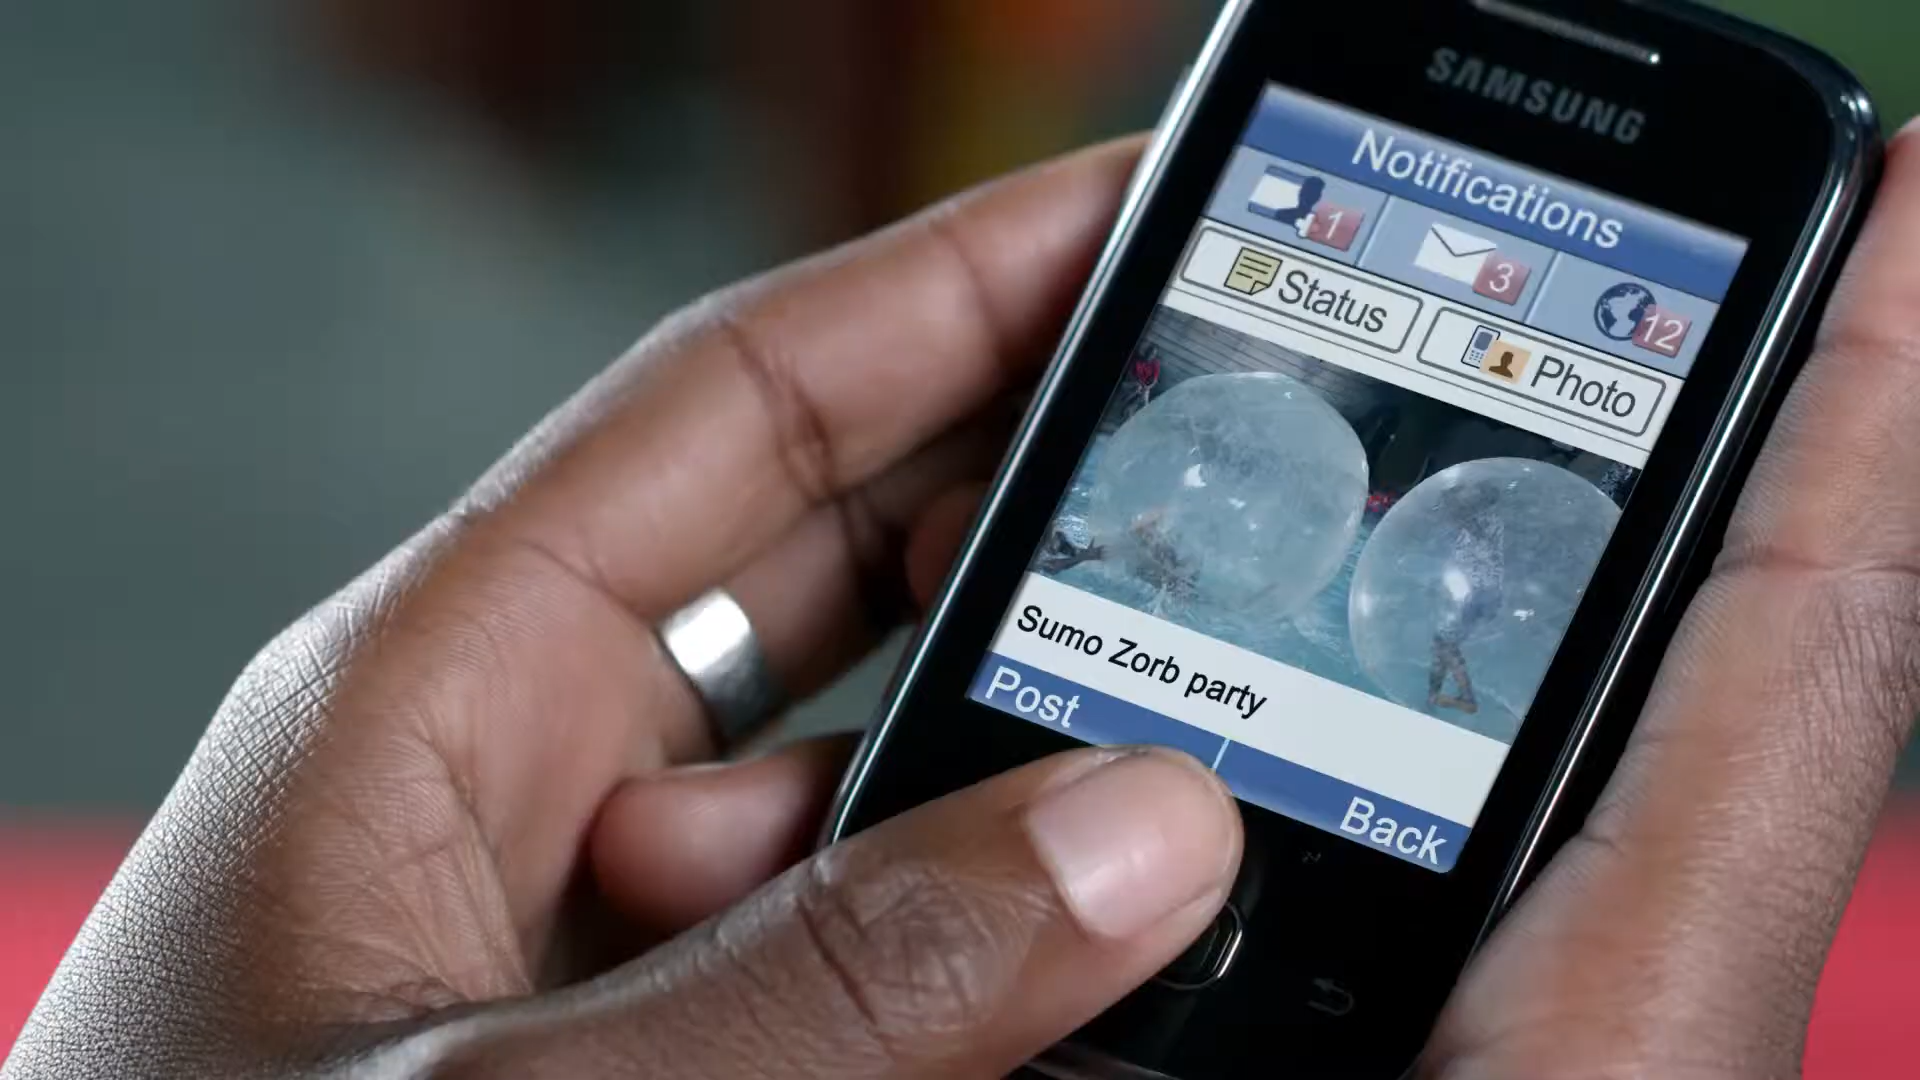 SAMSUNG
Notifications
1
3
12
Status
Photo
Sumo Zorb party
Post
Back